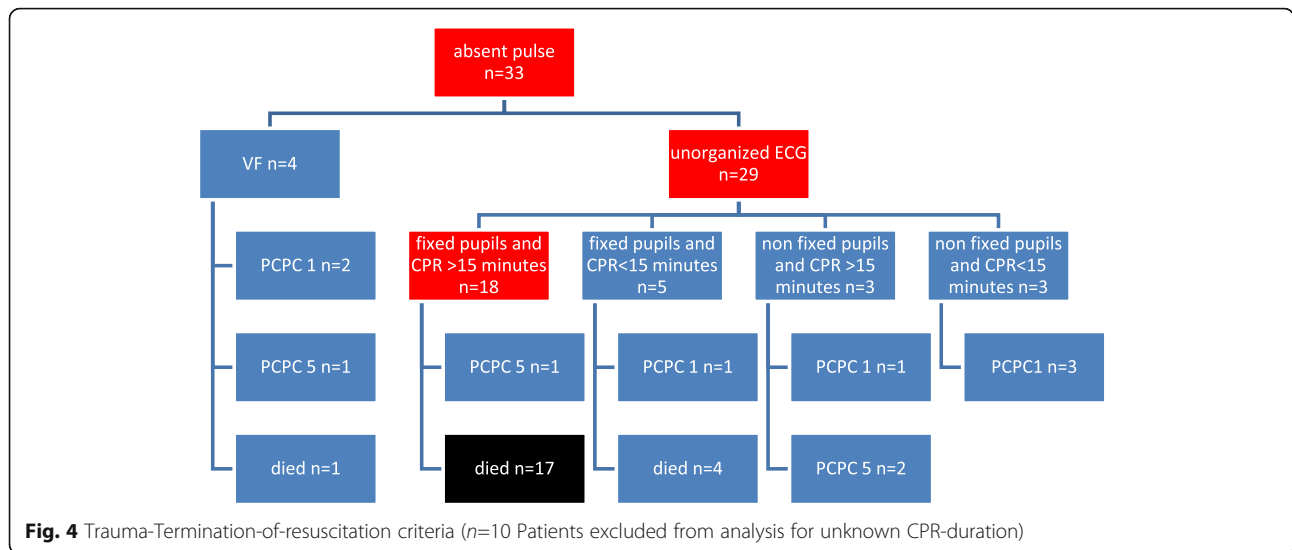 absent pulse
n=33
VF n=4
unorganized ECG
n=29
PCPC 1 n=2
PCPC 5 n=1
died n=1
fixed pupils and
CPR >15 minutes
n=18
fixed pupils and
CPR<15 minutes
n=5
non fixed pupils
and CPR >15
minutes n=3
non fixed pupils
and CPR<15
minutes n=3
PCPC 5 n=1
died n=17
PCPC 1 n=1
died n=4
PCPC 1 n=1
PCPC 5 n=2
PCPC1 n=3
Fig. 4 Trauma-Termination-of-resuscitation criteria (n=10 Patients excluded from analysis for unknown CPR-duration)